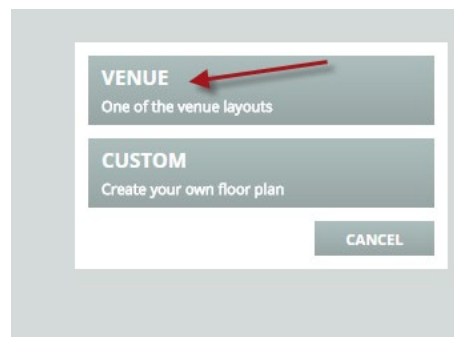 VENUE
One of the venue layouts
CUSTOM
Create your own floor plan
CANCEL